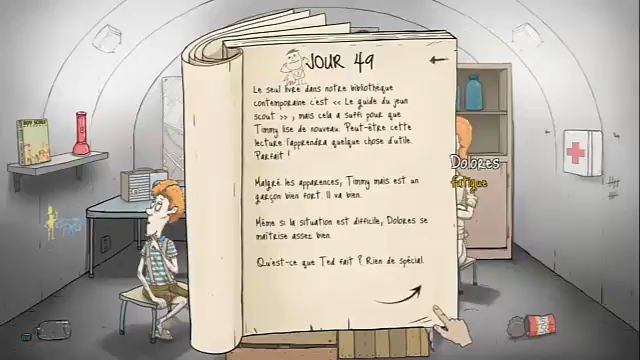 JOUR 49
Le seul livre dans notre bibliothèque
contemporaine c'est << Le guide du jeun
scout >> , mais cela a suffi pour que
Timmy lise de nouveau. Peut-être cette
lecture l'apprendra quelque chose d'utile.
Parfait !
Malgré les apparences, Timmy mais est un
garçon bien fort. Il va bien.
Même si la situation est difficile, Dolores se
maîtrise assez bien.
Qu'est-ce que Ted fait ? Rien de spécial.
Dolores
fatigue